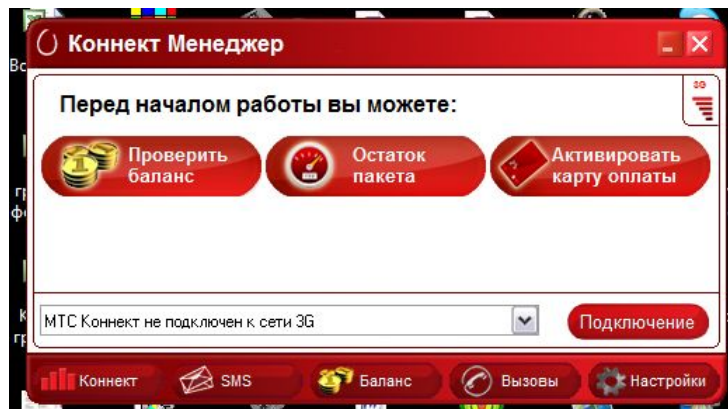 Коннект Менеджер
3G
Перед началом работы вы можете:
Проверить баланс
Остаток пакета
Активировать карту оплаты
МТС Коннект не подключен к сети 3G
Подключение
Коннект
SMS
Баланс
Вызовы
Настройки